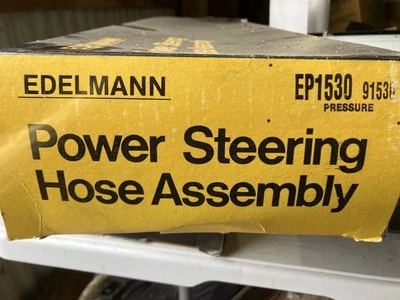 EDELMANN
EP1530
PRESSURE
Power Steering
Hose Assembly